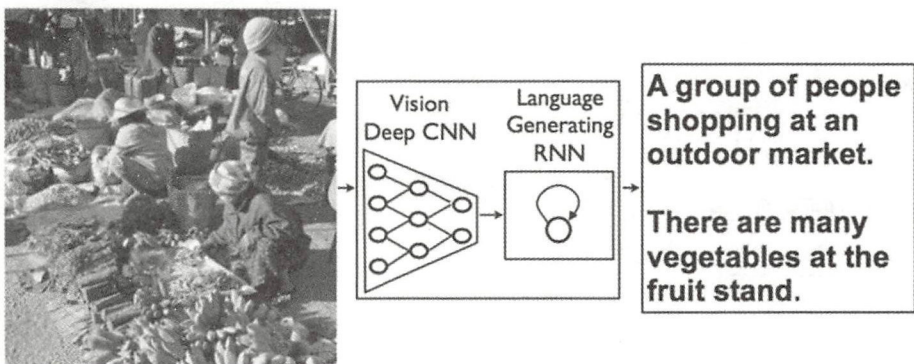 Vision
Deep CNN
Language
Generating
RNN
A group of people
shopping at an
outdoor market.
There are many
vegetables at the
fruit stand.